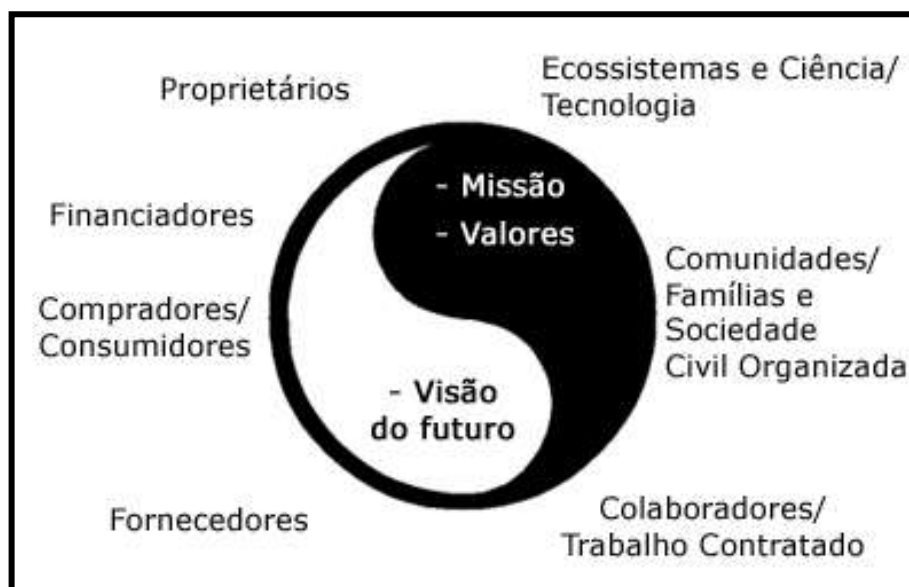 Proprietários
Ecossistemas e Ciência/
Tecnologia
- Missão
- Valores
Financiadores
Compradores/
Consumidores
Comunidades/
Famílias e
Sociedade
Civil Organizada
- Visão
do futuro
Fornecedores
Colaboradores/
Trabalho Contratado